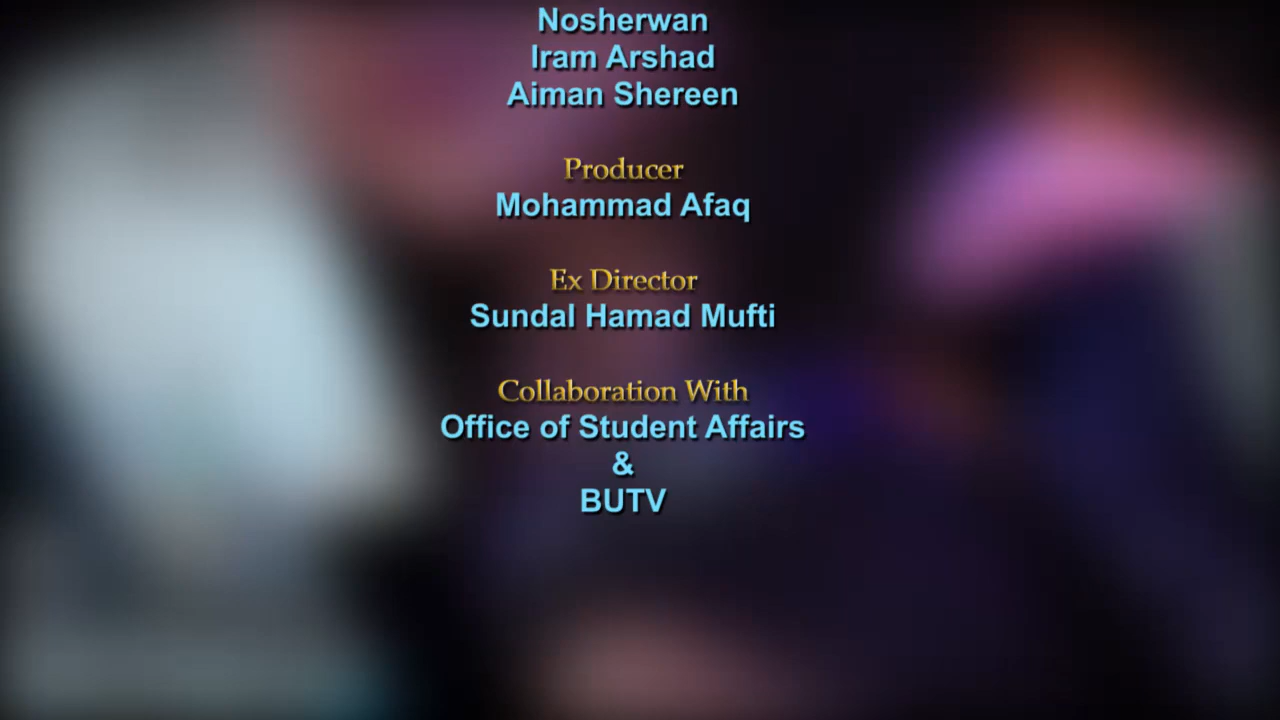 Nosherwan
Iram Arshad
Aiman Shereen
Producer
Mohammad Afaq
Ex Director
Sundal Hamad Mufti
Collaboration With
Office of Student Affairs
&
BUTV